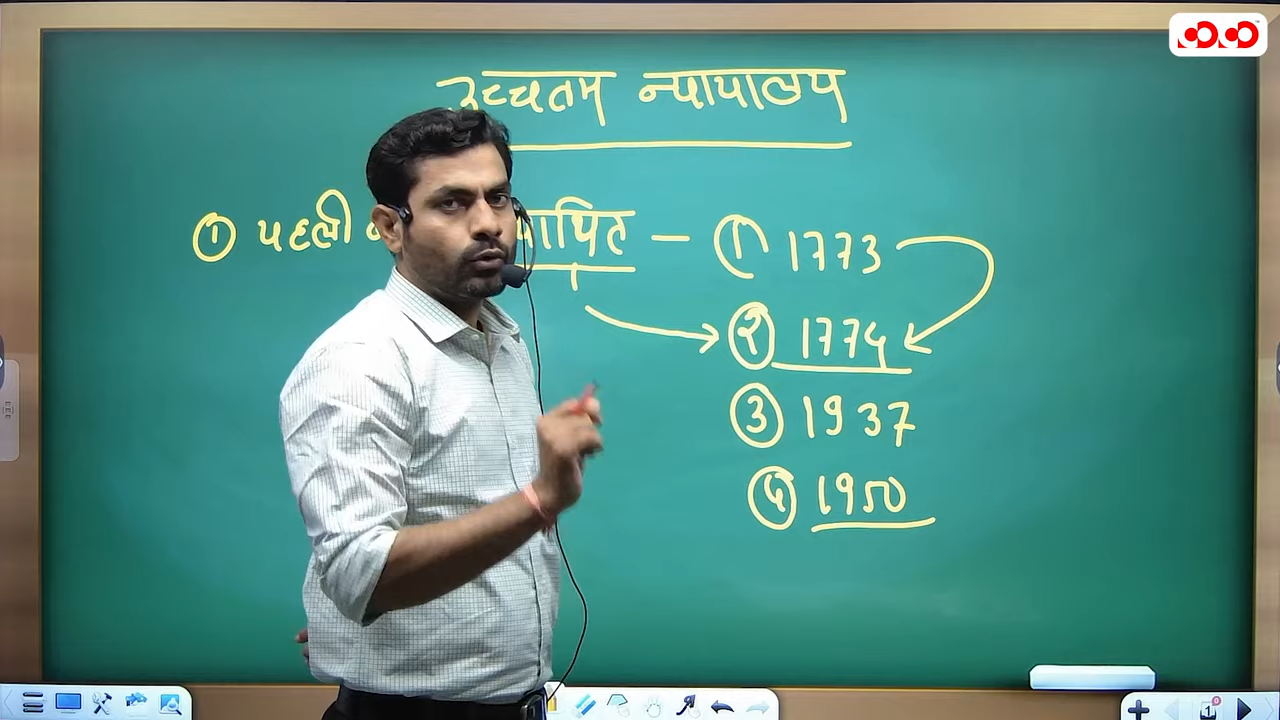 उच्चतम न्यायालय
① पहली स्थापित – ① 1773
② 1774
③ 1937
④ 1950